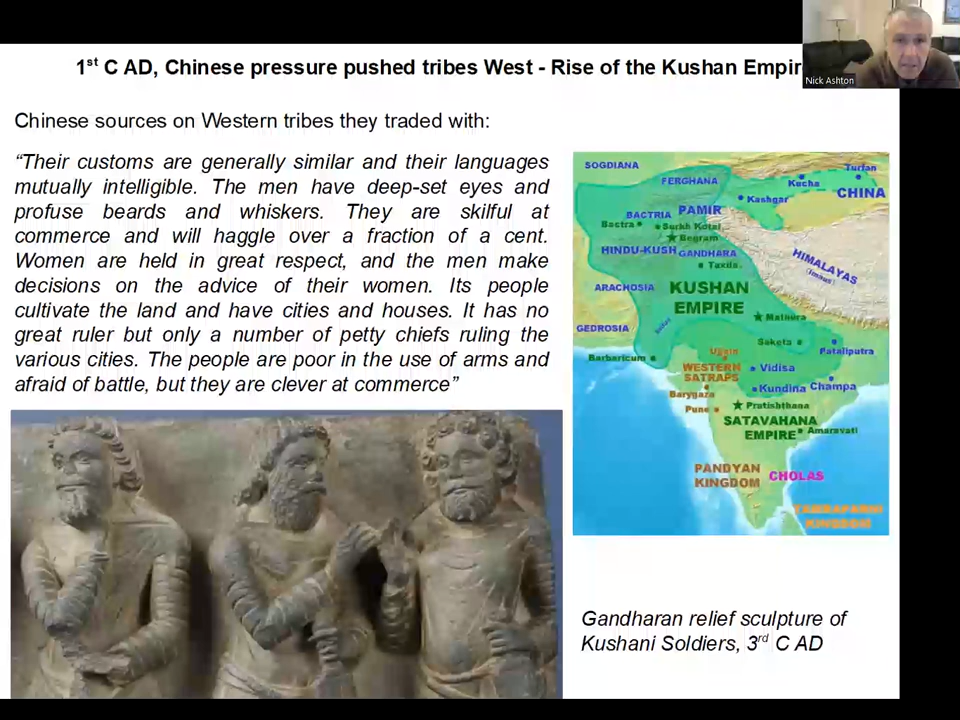 1st C AD, Chinese pressure pushed tribes West - Rise of the Kushan Empir
Nick Ashton
Chinese sources on Western tribes they traded with:
“Their customs are generally similar and their languages
mutually intelligible. The men have deep-set eyes and
profuse beards and whiskers. They are skilful at
commerce and will haggle over a fraction of a cent.
Women are held in great respect, and the men make
decisions on the advice of their women. Its people
cultivate the land and have cities and houses. It has no
great ruler but only a number of petty chiefs ruling the
various cities. The people are poor in the use of arms and
afraid of battle, but they are clever at commerce”
SOGDIANA
FERGHANA
Turfan
Kucha
CHINA
Kashgar
PAMIR
BACTRIA
Bactra
Surkh Kotal
Begram
HINDU-KUSH
GANDHARA
Taxila
HIMALAYAS
(Imaus)
ARACHOSIA
KUSHAN
EMPIRE
Mathura
GEDROSIA
Indus
Saketa
Pataliputra
Barbaricum
Ujjain
WESTERN
SATRAPS
Vidisa
Kundina
Champa
Barygaza
Pune
Pratishthana
SATAVAHANA
EMPIRE
Amaravati
PANDYAN
KINGDOM
CHOLAS
KINGDOM
Gandharan relief sculpture of
Kushani Soldiers, 3rd C AD